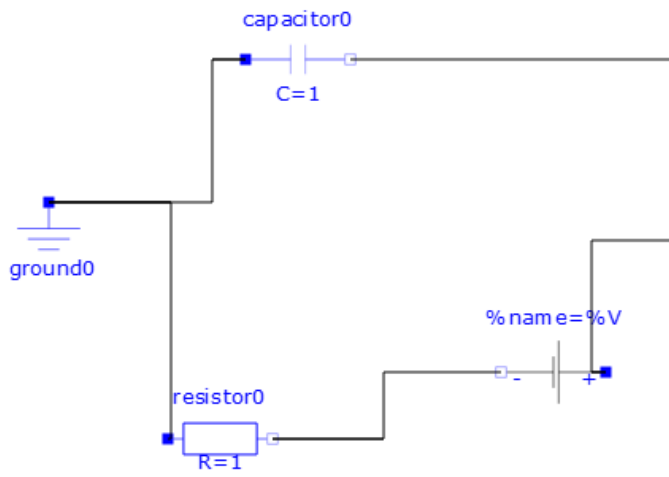 capacitor0
C=1
ground0
%name=%V
- +
resistor0
R=1